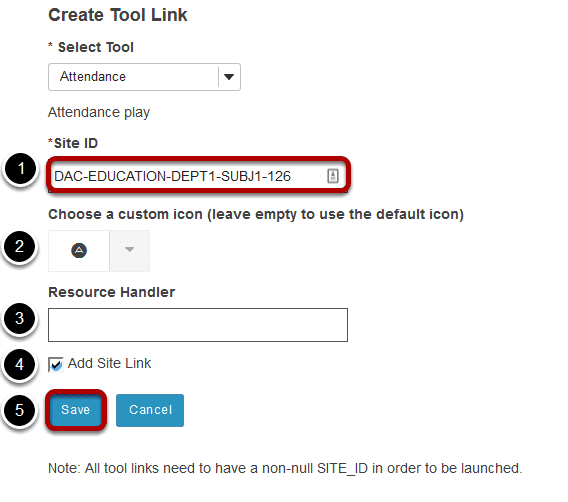 Create Tool Link
* Select Tool
Attendance
Attendance play
*Site ID
1
DAC-EDUCATION-DEPT1-SUBJ1-126
Choose a custom icon (leave empty to use the default icon)
2
Resource Handler
3
4
Add Site Link
5
Save Cancel
Note: All tool links need to have a non-null SITE_ID in order to be launched.